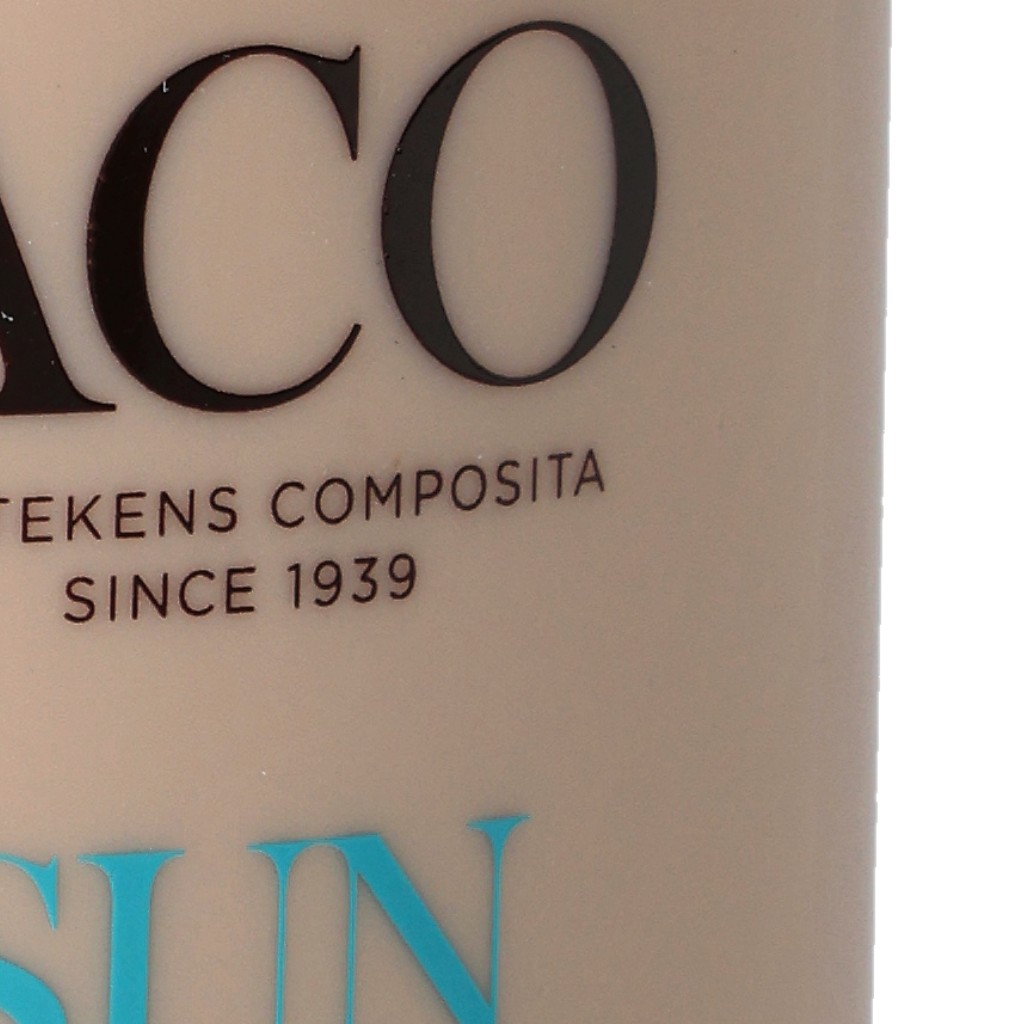 ACO
TEKENS COMPOSITA
SINCE 1939
SUN